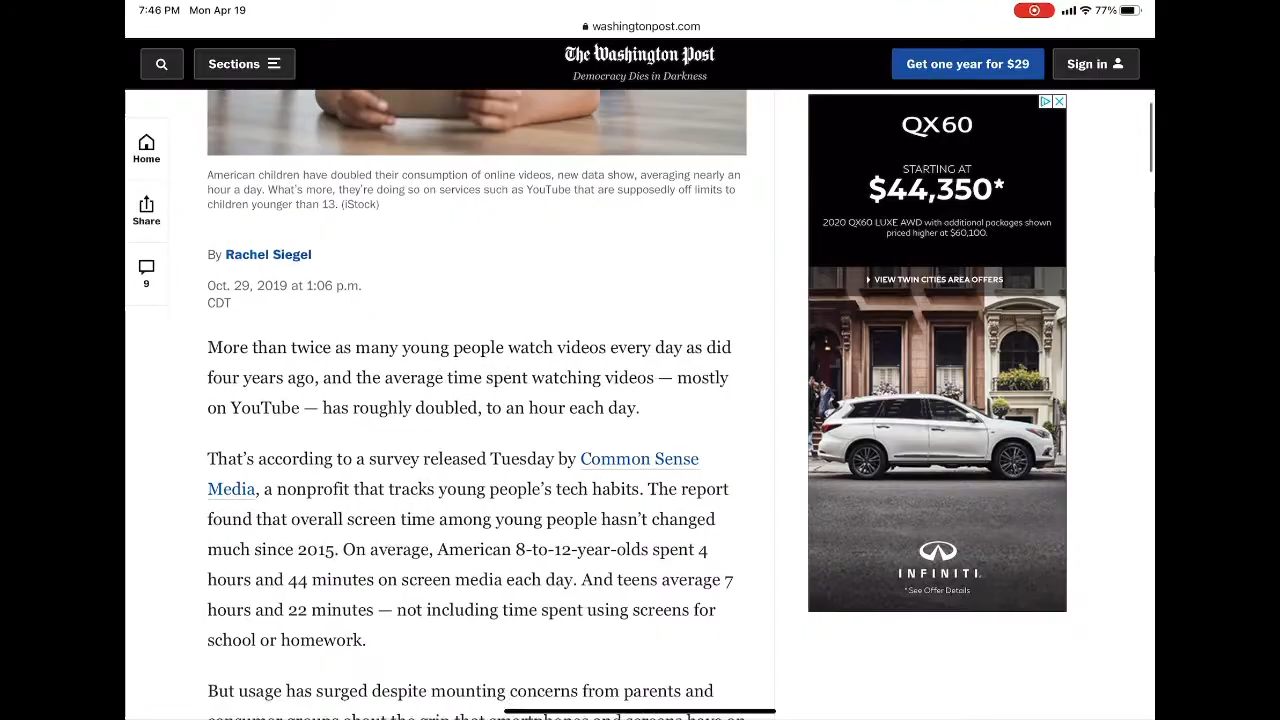 7:46 PM Mon Apr 19
77%
washingtonpost.com
Sections
The Washington Post
Democracy Dies in Darkness
Get one year for $29
Sign in
Home
Share
9
American children have doubled their consumption of online videos, new data show, averaging nearly an
hour a day. What's more, they're doing so on services such as YouTube that are supposedly off limits to
children younger than 13. (iStock)
By Rachel Siegel
Oct. 29, 2019 at 1:06 p.m.
CDT
More than twice as many young people watch videos every day as did
four years ago, and the average time spent watching videos — mostly
on YouTube — has roughly doubled, to an hour each day.
That's according to a survey released Tuesday by Common Sense
Media, a nonprofit that tracks young people's tech habits. The report
found that overall screen time among young people hasn't changed
much since 2015. On average, American 8-to-12-year-olds spent 4
hours and 44 minutes on screen media each day. And teens average 7
hours and 22 minutes — not including time spent using screens for
school or homework.
But usage has surged despite mounting concerns from parents and
consumer groups about the grip that smartphones and screens have on
QX60
STARTING AT
$44,350*
2020 QX60 LUXE AWD with additional packages shown
priced higher at $60,100.
VIEW TWIN CITIES AREA OFFERS
INFINITI
*See Offer Details